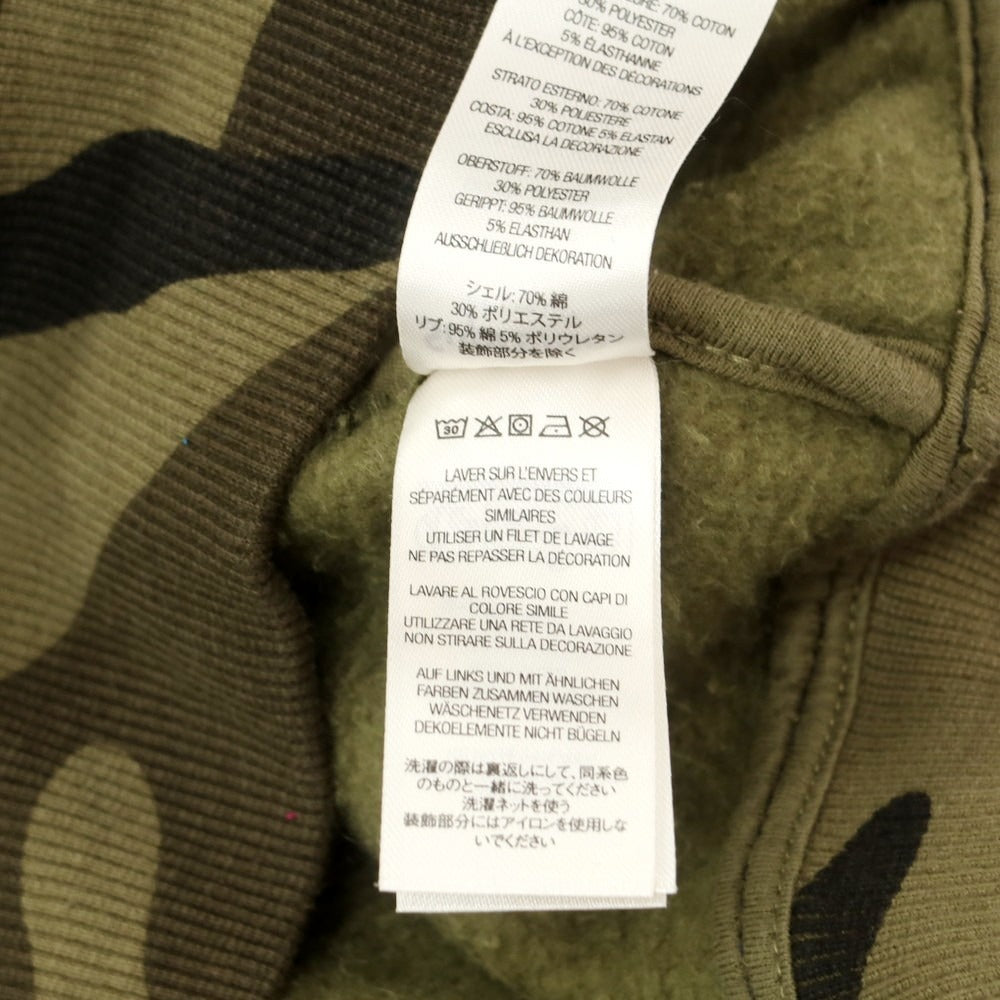 70% COTON
30% POLYESTER
CÔTE: 95% COTON
5% ÉLASTHANNE
À L'EXCEPTION DES DÉCORATIONS
STRATO ESTERNO: 70% COTONE
30% POLIESTERE
COSTA: 95% COTONE 5% ELASTAN
ESCLUSA LA DECORAZIONE
OBERSTOFF: 70% BAUMWOLLE
30% POLYESTER
GERIPPT: 95% BAUMWOLLE
5% ELASTHAN
AUSSCHLIEBLICH DEKORATION
シェル: 70% 綿
30% ポリエステル
リブ: 95% 綿 5% ポリウレタン
装飾部分を除く
30
LAVER SUR L'ENVERS ET
SÉPARÉMENT AVEC DES COULEURS
SIMILAIRES
UTILISER UN FILET DE LAVAGE
NE PAS REPASSER LA DÉCORATION
LAVARE AL ROVESCIO CON CAPI DI
COLORE SIMILE
UTILIZZARE UNA RETE DA LAVAGGIO
NON STIRARE SULLA DECORAZIONE
AUF LINKS UND MIT ÄHNLICHEN
FARBEN ZUSAMMEN WASCHEN
WÄSCHENETZ VERWENDEN
DEKOELEMENTE NICHT BÜGELN
洗濯の際は裏返しにして、同系色
のものと一緒に洗ってください
洗濯ネットを使う
装飾部分にはアイロンを使用しな
いでください